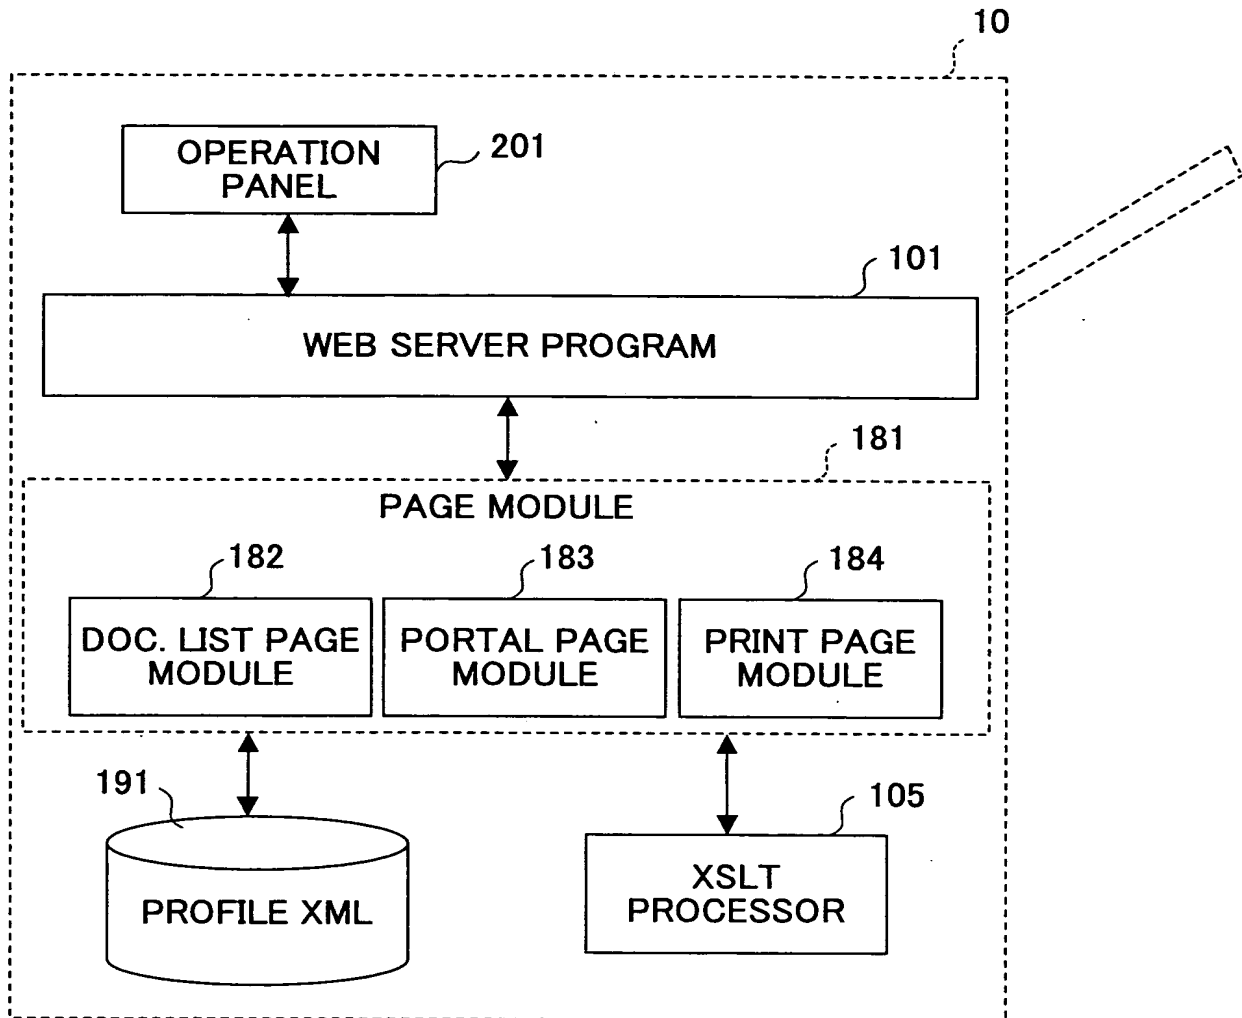 10
OPERATION
PANEL
201
101
WEB SERVER PROGRAM
181
PAGE MODULE
182
183
184
DOC. LIST PAGE
MODULE
PORTAL PAGE
MODULE
PRINT PAGE
MODULE
191
105
PROFILE XML
XSLT
PROCESSOR